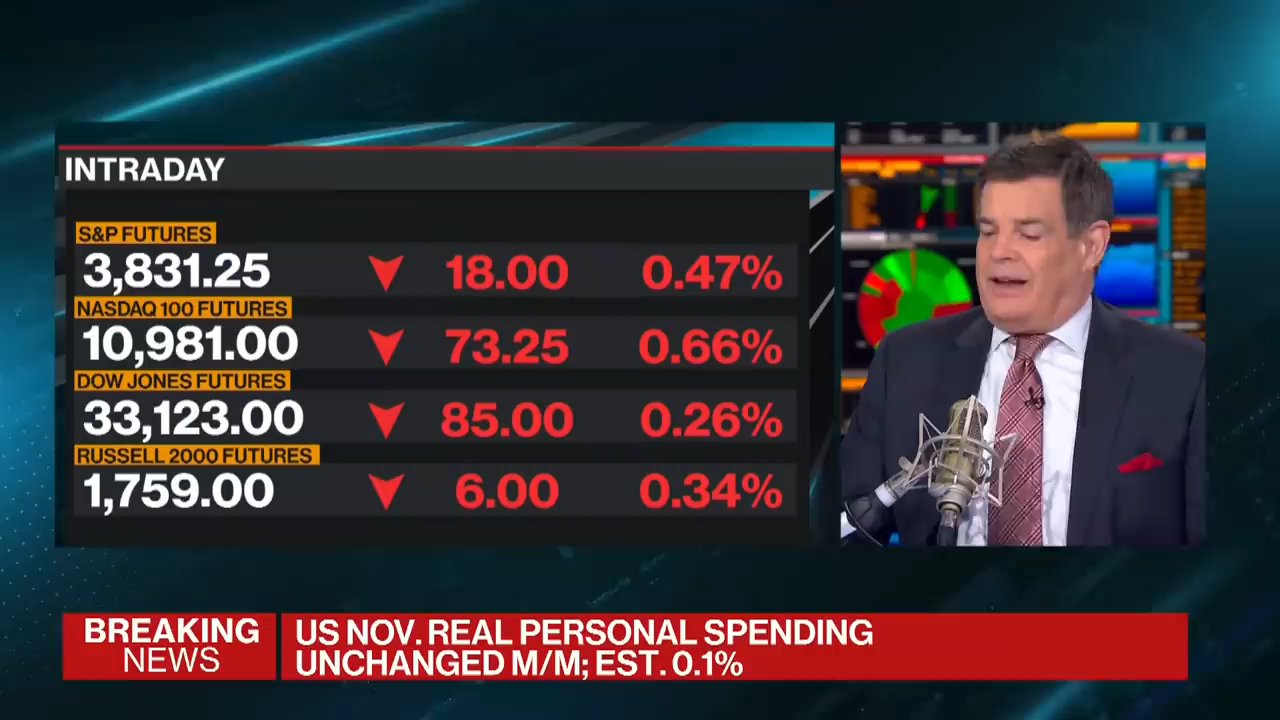 INTRADAY
S&P FUTURES
3,831.25 18.00 0.47%
NASDAQ 100 FUTURES
10,981.00 73.25 0.66%
DOW JONES FUTURES
33,123.00 85.00 0.26%
RUSSELL 2000 FUTURES
1,759.00 6.00 0.34%
BREAKING
NEWS
US NOV. REAL PERSONAL SPENDING
UNCHANGED M/M; EST. 0.1%